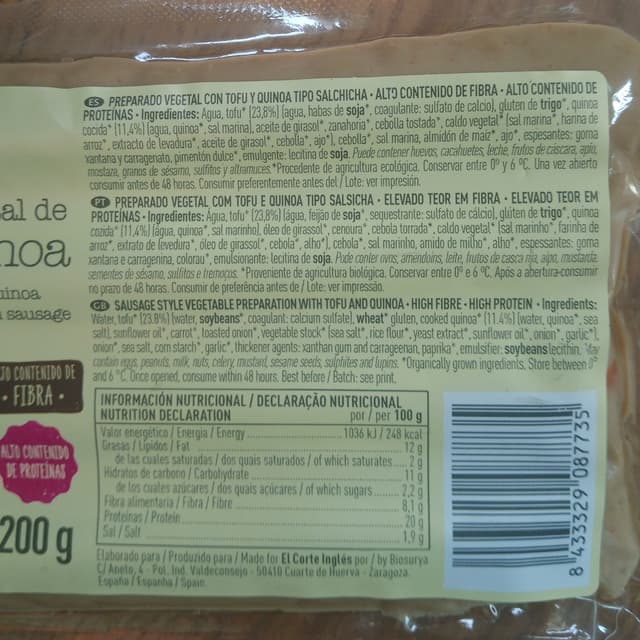 ES PREPARADO VEGETAL CON TOFU Y QUINOA TIPO SALCHICHA · ALTO CONTENIDO DE FIBRA · ALTO CONTENIDO DE
PROTEÍNAS · Ingredientes: Agua, tofu* (23,8%) (agua, habas de soja*, coagulante: sulfato de calcio), gluten de trigo*, quinoa
cocida* (11,4%) (agua, quinoa*, sal marina), aceite de girasol*, zanahoria*, cebolla tostada*, caldo vegetal* (sal marina*, harina de
arroz*, extracto de levadura*, aceite de girasol*, cebolla*, ajo*), cebolla*, sal marina, almidón de maíz*, ajo*, espesantes: goma
xantana y carragenato, pimentón dulce*, emulgente: lecitina de soja. Puede contener huevos, cacahuetes, leche, frutos de cáscara, apio,
mostaza, granos de sésamo, sulfitos y altramuces. *Procedente de agricultura ecológica. Conservar entre 0º y 6 ºC. Una vez abierto
consumir antes de 48 horas. Consumir preferentemente antes del / Lote: ver impresión.
PT PREPARADO VEGETAL COM TOFU E QUINOA TIPO SALSICHA · ELEVADO TEOR EM FIBRA · ELEVADO TEOR EM
PROTEÍNAS · Ingredientes: Agua, tofu* (23,8%) (água, feijão de soja*, sequestrante: sulfato de cálcio), glúten de trigo*, quinoa
cozida* (11,4%) (água, quinoa*, sal marinho), óleo de girassol*, cenoura*, cebola torrada*, caldo vegetal* (sal marinho*, farinha de
arroz*, extrato de levedura*, óleo de girassol*, cebola*, alho*), cebola*, sal marinho, amido de milho*, alho*, espessantes: goma
xantana e carragenina, colorau*, emulsionante: lecitina de soja. Pode conter ovos, amendoins, leite, frutos de casca rija, aipo, mostarda,
sementes de sésamo, sulfitos e tremoços. *Proveniente de agricultura biológica. Conservar entre 0º e 6 ºC. Após a abertura-consumir
no prazo de 48 horas. Consumir de preferência antes de / Lote: ver impressão.
GB SAUSAGE STYLE VEGETABLE PREPARATION WITH TOFU AND QUINOA · HIGH FIBRE · HIGH PROTEIN · Ingredients:
Water, tofu* (23.8%) (water, soybeans*, coagulant: calcium sulfate), wheat* gluten, cooked quinoa* (11.4%) (water, quinoa*, sea
salt), sunflower oil*, carrot*, toasted onion*, vegetable stock* (sea salt*, rice flour*, yeast extract*, sunflower oil*, onion*, garlic*),
onion*, sea salt, corn starch*, garlic*, thickener agents: xanthan gum and carrageenan, paprika*, emulsifier: soybeans lecithin. May
contain eggs, peanuts, milk, nuts, celery, mustard, sesame seeds, sulphites and lupins. *Organically grown ingredients. Store between 0º
and 6 ºC. Once opened, consume within 48 hours. Best before / Batch: see print.
al de
noa
uinoa
sausage
JO CONTENIDO DE
· FIBRA ·
ALTO CONTENIDO
DE PROTEÍNAS
200 g
INFORMACIÓN NUTRICIONAL / DECLARAÇÃO NUTRICIONAL
NUTRITION DECLARATION por / per 100 g
Valor energético / Energia / Energy 1036 kJ / 248 kcal
Grasas / Lípidos / Fat 12 g
de las cuales saturadas / dos quais saturados / of which saturates 2 g
Hidratos de carbono / Carbohydrate 11 g
de los cuales azúcares / dos quais açúcares / of which sugars 2,2 g
Fibra alimentaria / Fibra / Fibre 8,1 g
Proteínas / Protein 20 g
Sal / Salt 1,9 g
Elaborado para / Produzido para / Made for El Corte Inglés por / by Biosurya
C/ Aneto, 4 - Pol. Ind. Valdeconsejo - 50410 Cuarte de Huerva - Zaragoza.
España / Espanha / Spain.
8 433329 087735